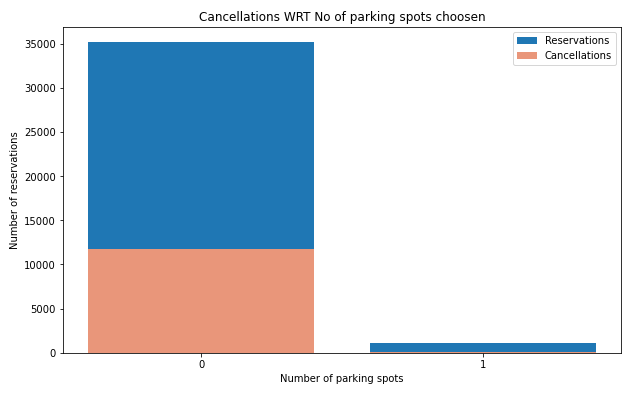 Cancellations WRT No of parking spots choosen
Reservations
Cancellations
Number of reservations
35000
30000
25000
20000
15000
10000
5000
0
0
1
Number of parking spots